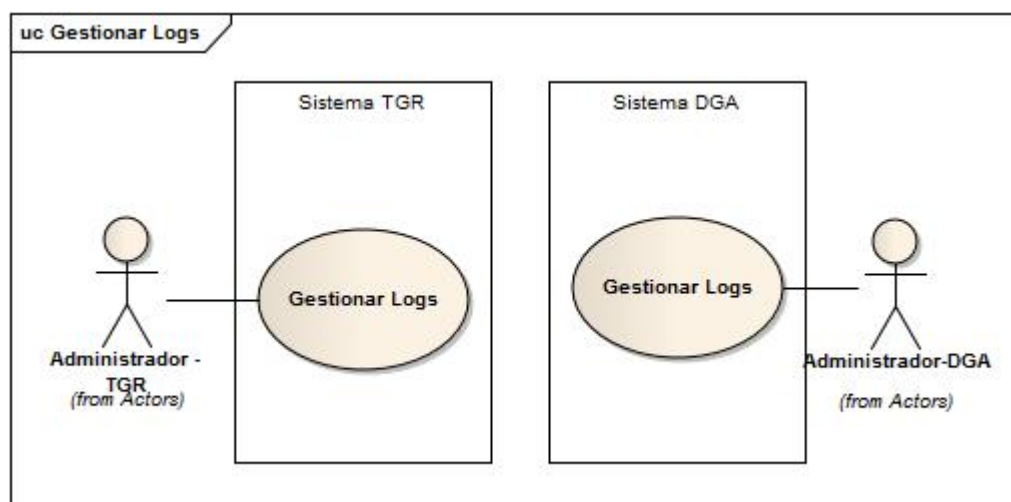 uc Gestionar Logs
Sistema TGR
Sistema DGA
Gestionar Logs
Gestionar Logs
Administrador -
TGR
(from Actors)
Administrador-DGA
(from Actors)